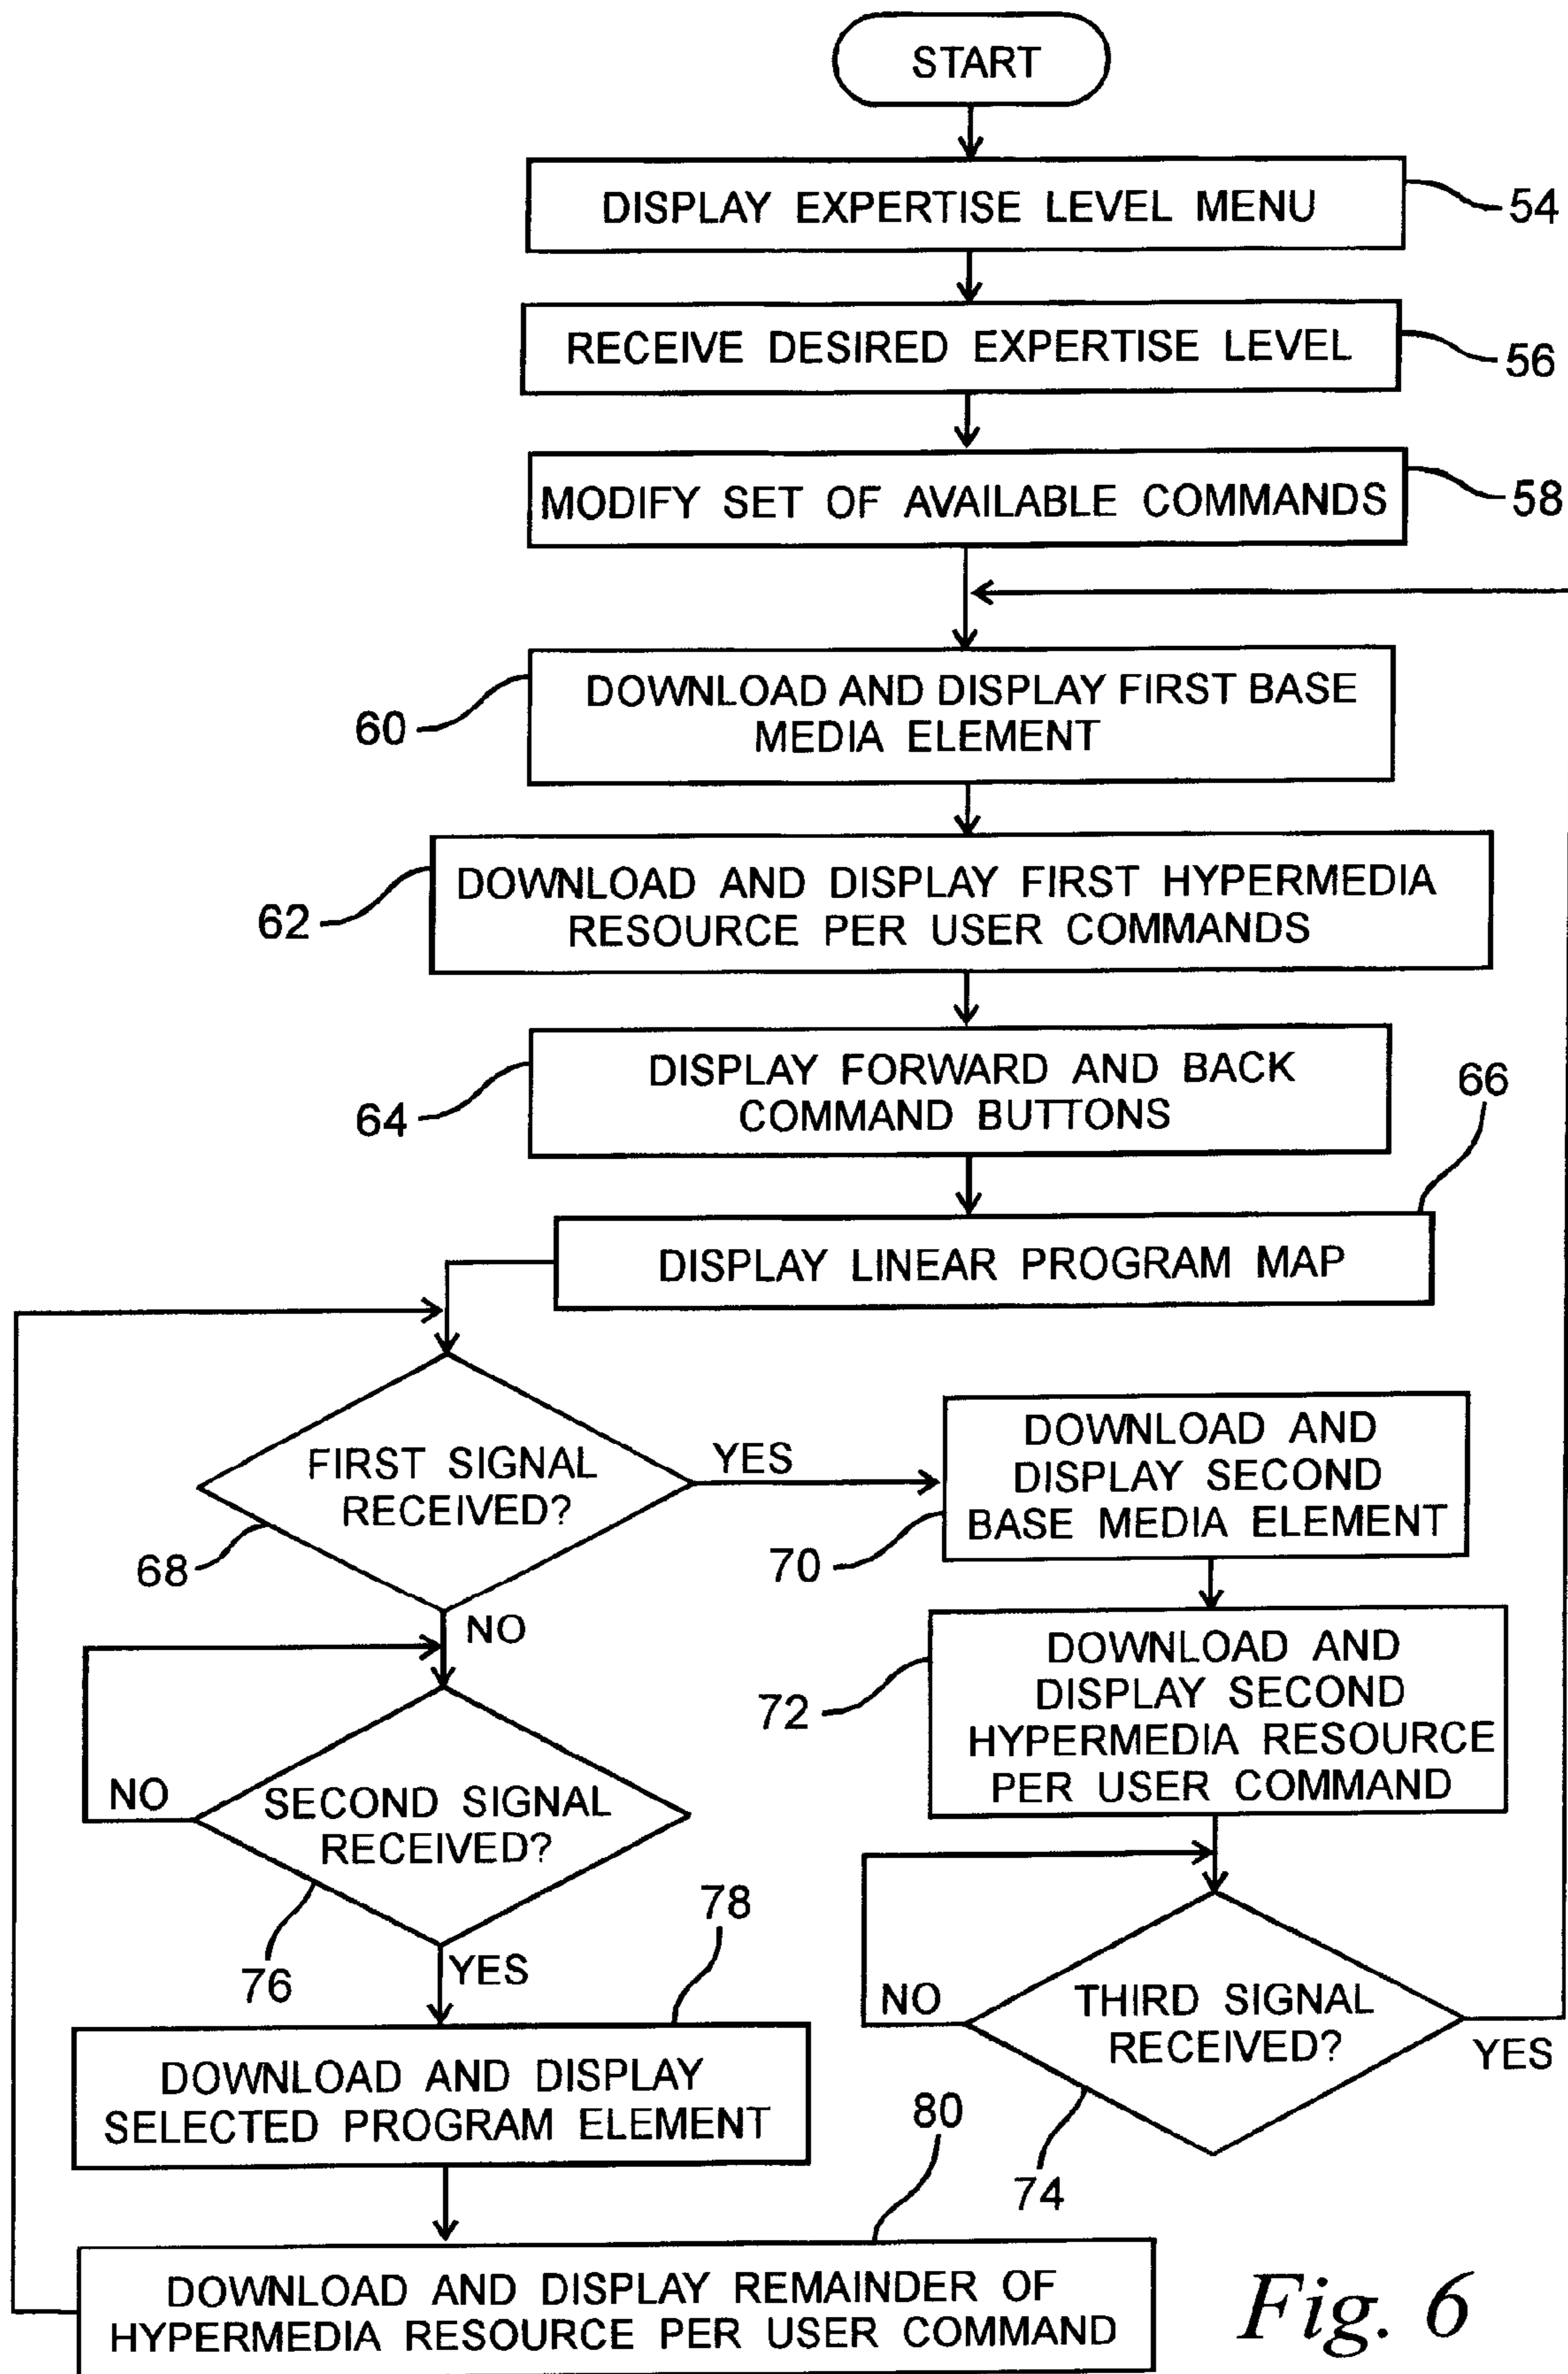 START
DISPLAY EXPERTISE LEVEL MENU
54
RECEIVE DESIRED EXPERTISE LEVEL
56
MODIFY SET OF AVAILABLE COMMANDS
58
DOWNLOAD AND DISPLAY FIRST BASE
MEDIA ELEMENT
60
DOWNLOAD AND DISPLAY FIRST HYPERMEDIA
RESOURCE PER USER COMMANDS
62
DISPLAY FORWARD AND BACK
COMMAND BUTTONS
64
66
DISPLAY LINEAR PROGRAM MAP
FIRST SIGNAL
RECEIVED?
68
YES
NO
DOWNLOAD AND
DISPLAY SECOND
BASE MEDIA ELEMENT
70
DOWNLOAD AND
DISPLAY SECOND
HYPERMEDIA RESOURCE
PER USER COMMAND
72
SECOND SIGNAL
RECEIVED?
NO
76
YES
78
THIRD SIGNAL
RECEIVED?
NO
YES
74
DOWNLOAD AND DISPLAY
SELECTED PROGRAM ELEMENT
80
DOWNLOAD AND DISPLAY REMAINDER OF
HYPERMEDIA RESOURCE PER USER COMMAND
Fig. 6